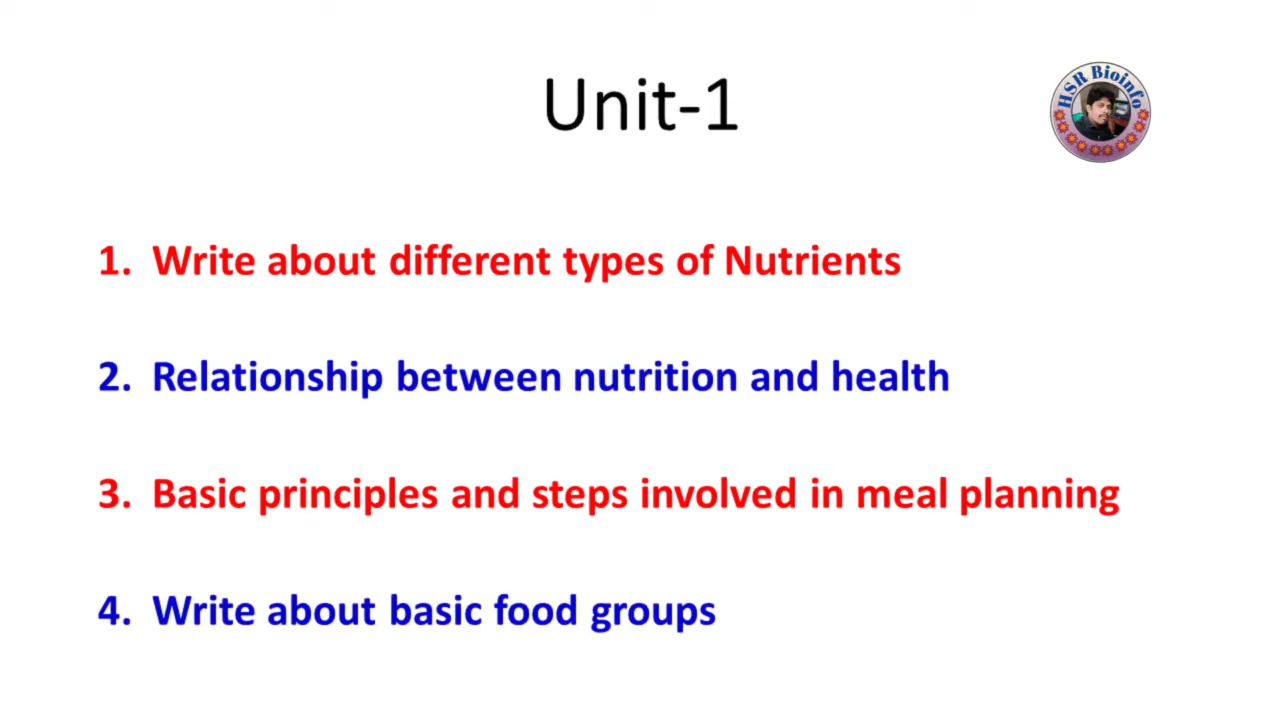 Unit-1
HSR Bioinfo
1. Write about different types of Nutrients
2. Relationship between nutrition and health
3. Basic principles and steps involved in meal planning
4. Write about basic food groups